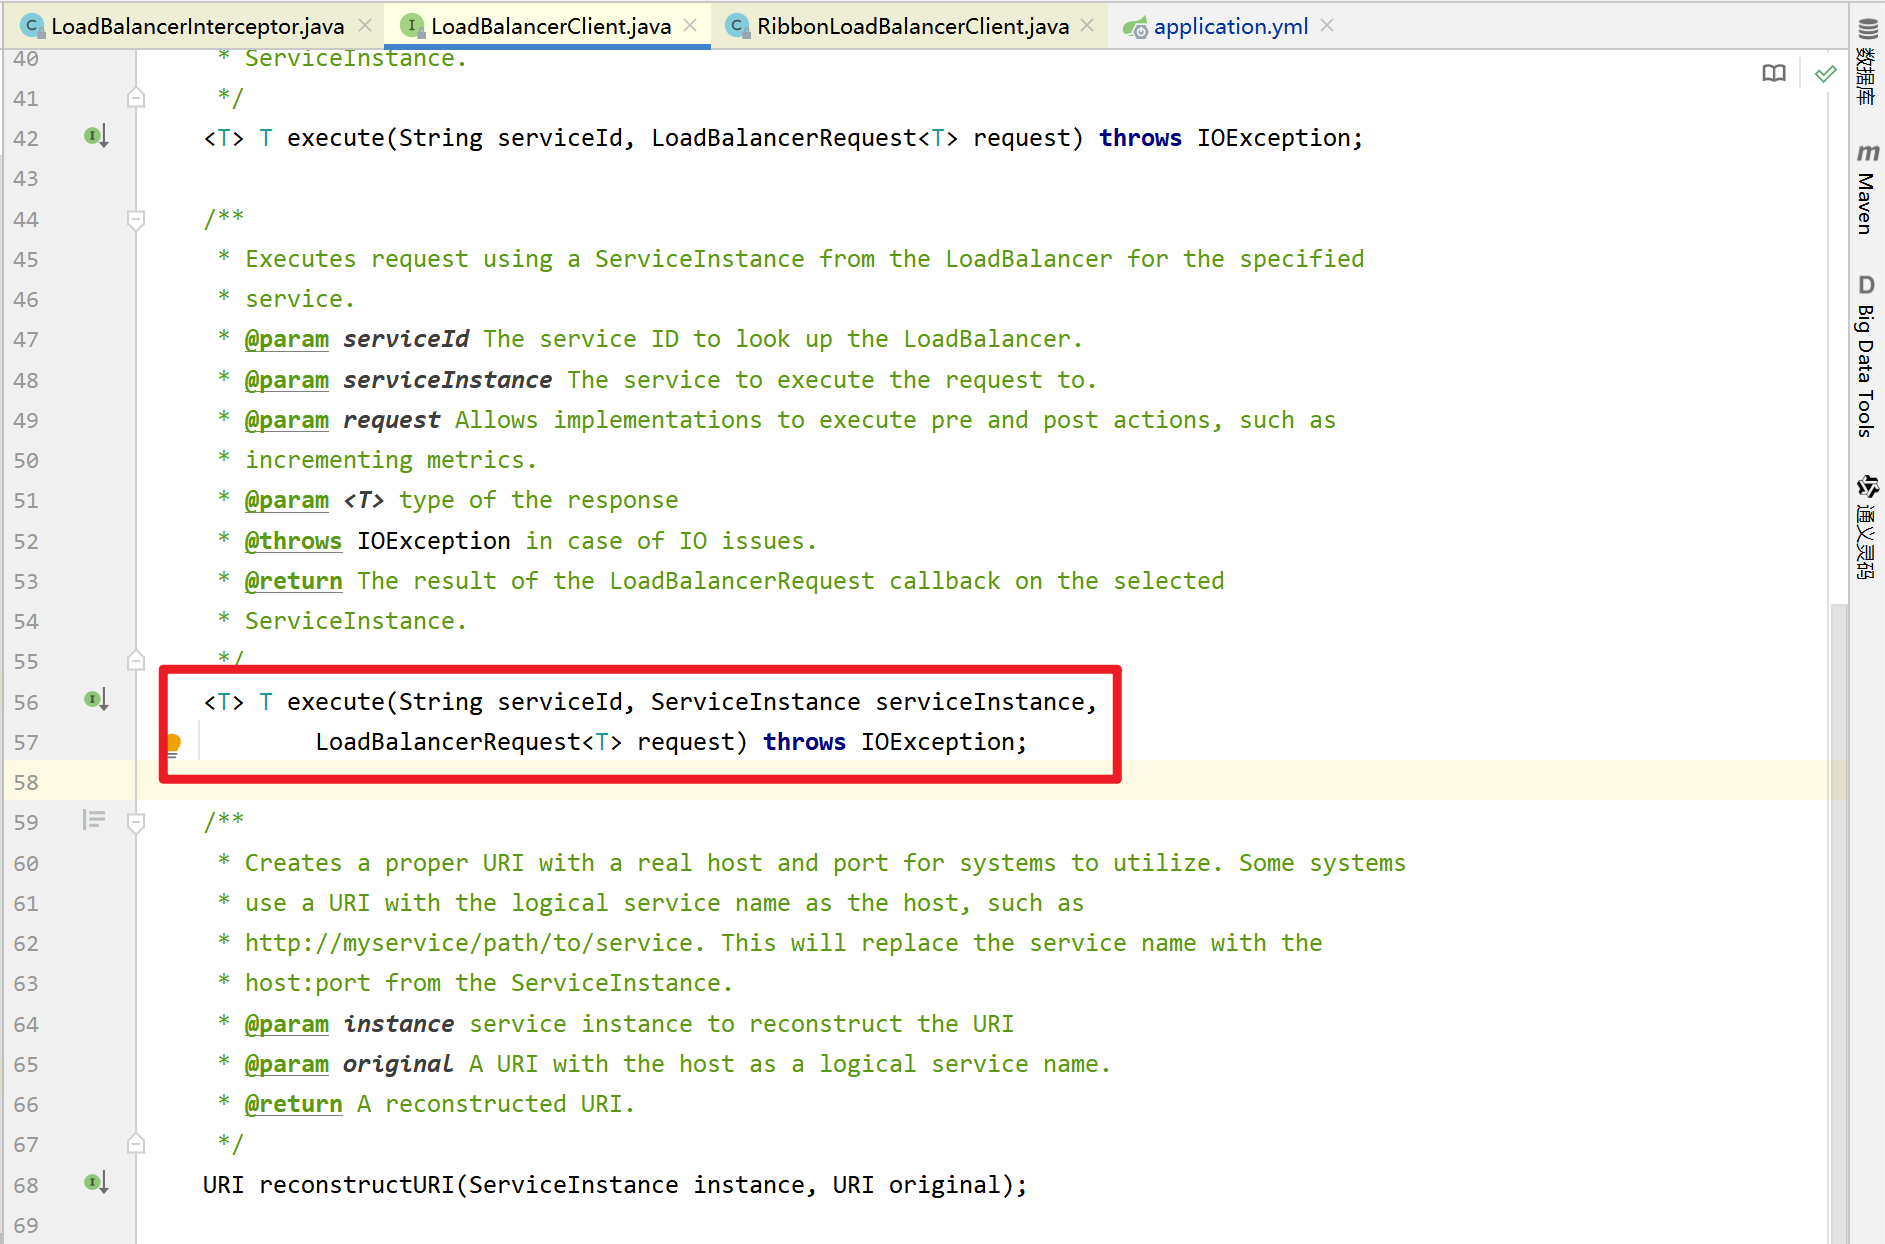 LoadBalancerInterceptor.java LoadBalancerClient.java RibbonLoadBalancerClient.java application.yml
40 * ServiceInstance.
41 */
42 <T> T execute(String serviceId, LoadBalancerRequest<T> request) throws IOException;
43
44 /**
45 * Executes request using a ServiceInstance from the LoadBalancer for the specified
46 * service.
47 * @param serviceId The service ID to look up the LoadBalancer.
48 * @param serviceInstance The service to execute the request to.
49 * @param request Allows implementations to execute pre and post actions, such as
50 * incrementing metrics.
51 * @param <T> type of the response
52 * @throws IOException in case of IO issues.
53 * @return The result of the LoadBalancerRequest callback on the selected
54 * ServiceInstance.
55 */
56 <T> T execute(String serviceId, ServiceInstance serviceInstance,
57 LoadBalancerRequest<T> request) throws IOException;
58
59 /**
60 * Creates a proper URI with a real host and port for systems to utilize. Some systems
61 * use a URI with the logical service name as the host, such as
62 * http://myservice/path/to/service. This will replace the service name with the
63 * host:port from the ServiceInstance.
64 * @param instance service instance to reconstruct the URI
65 * @param original A URI with the host as a logical service name.
66 * @return A reconstructed URI.
67 */
68 URI reconstructURI(ServiceInstance instance, URI original);
69
数据库
m Maven
D Big Data Tools
通义灵码